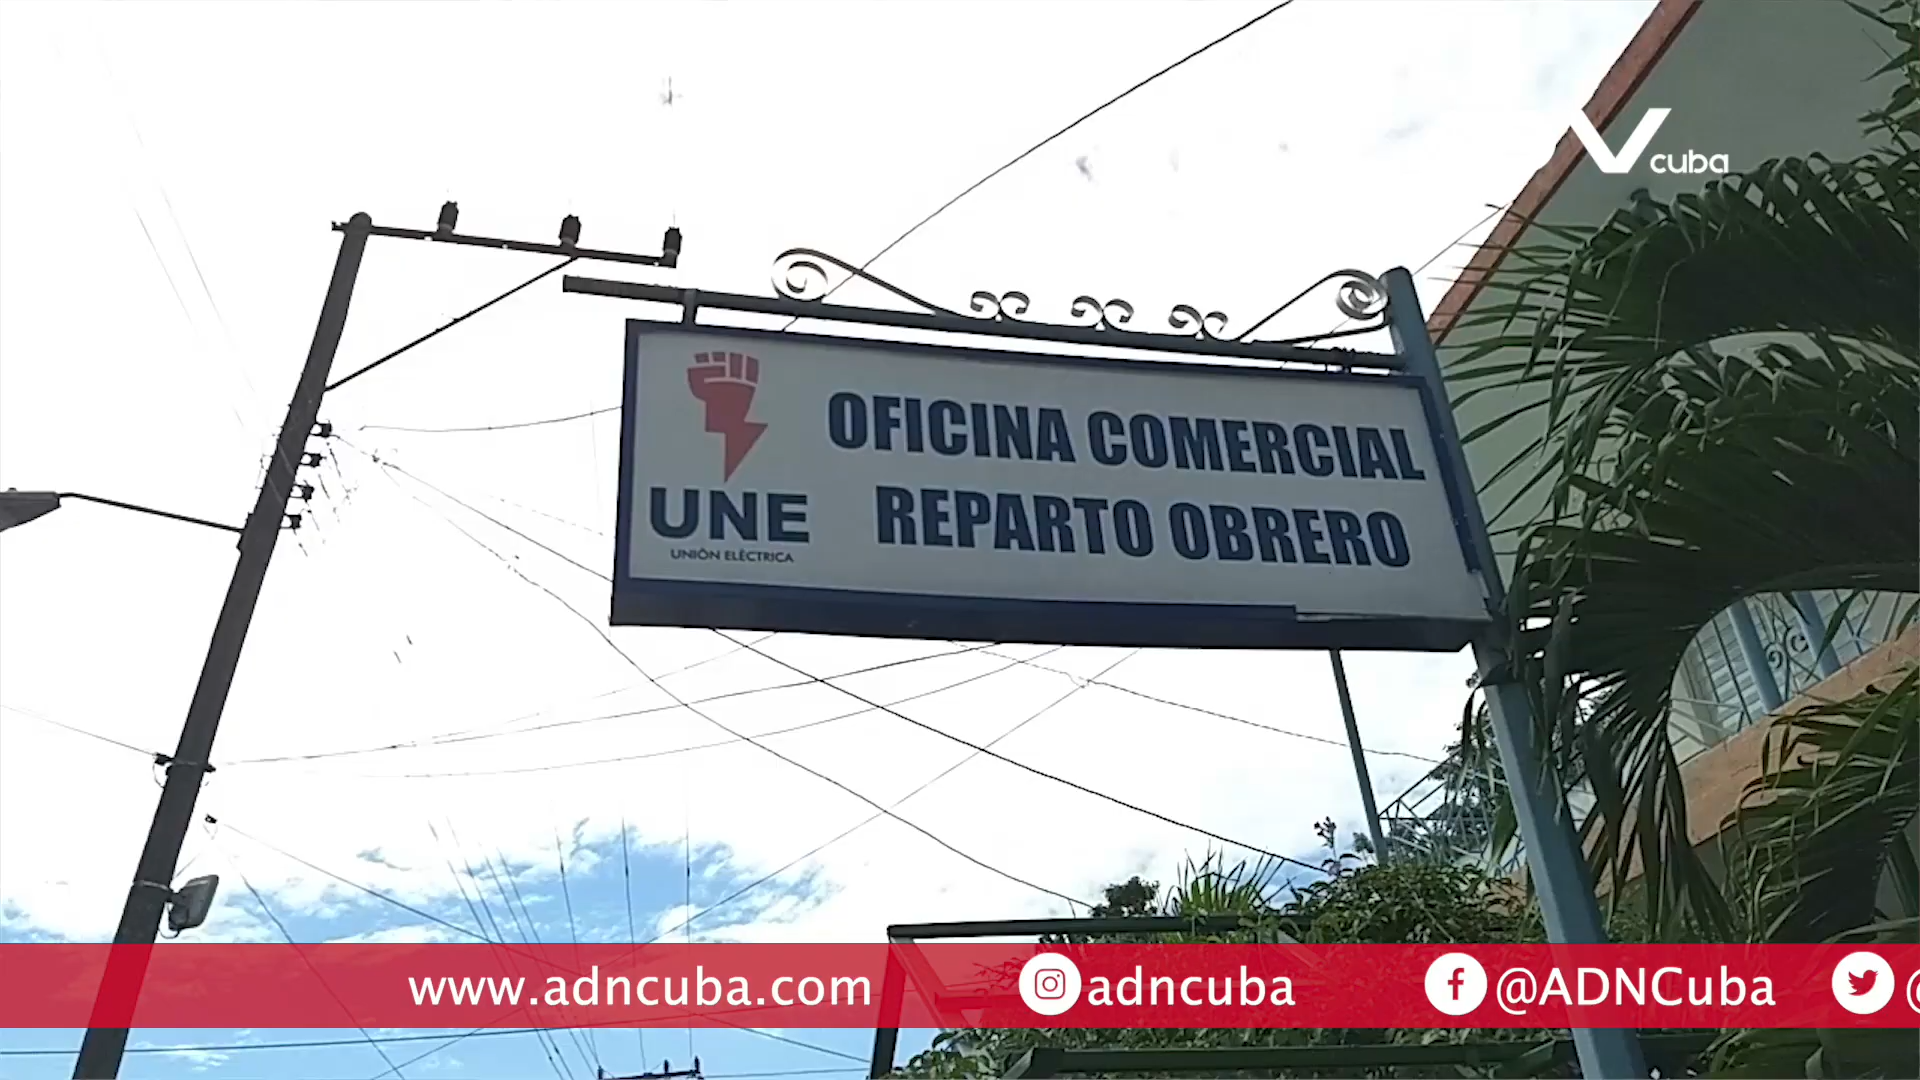 cuba
OFICINA COMERCIAL
REPARTO OBRERO
UNE
UNIÓN ELÉCTRICA
www.adncuba.com
adncuba
@ADNCuba
@